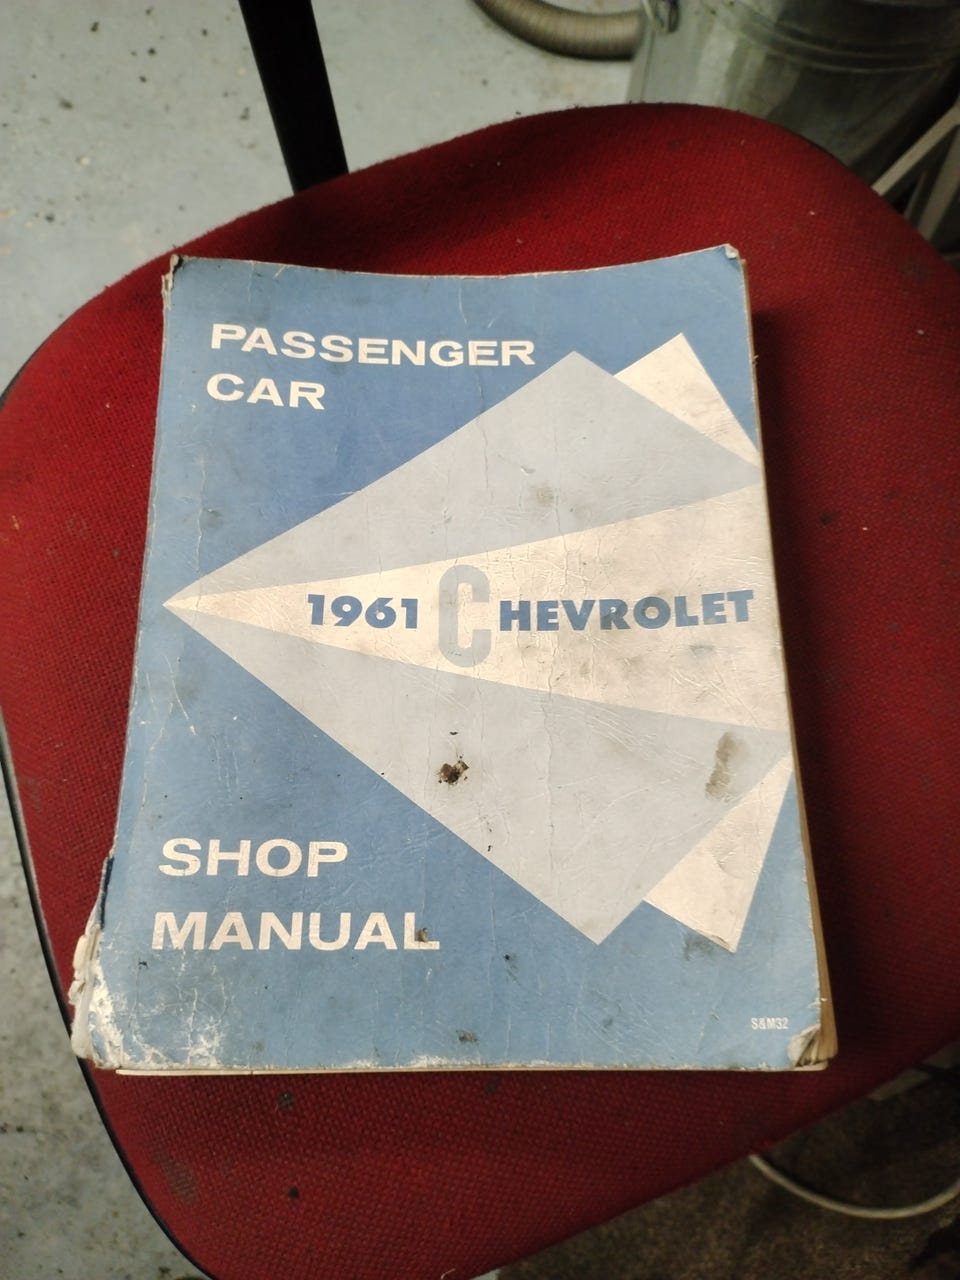 PASSENGER
CAR
1961 CHEVROLET
SHOP
MANUAL
S&M32